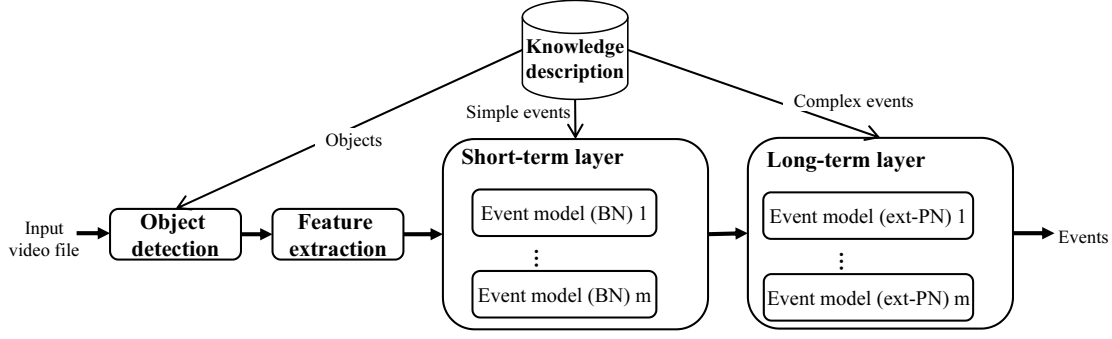 Knowledge
description
Simple events
Complex events
Objects
Short-term layer
Long-term layer
Input
video file
Object
detection
Feature
extraction
Event model (BN) 1
⋮
Event model (BN) m
Event model (ext-PN) 1
⋮
Event model (ext-PN) m
Events